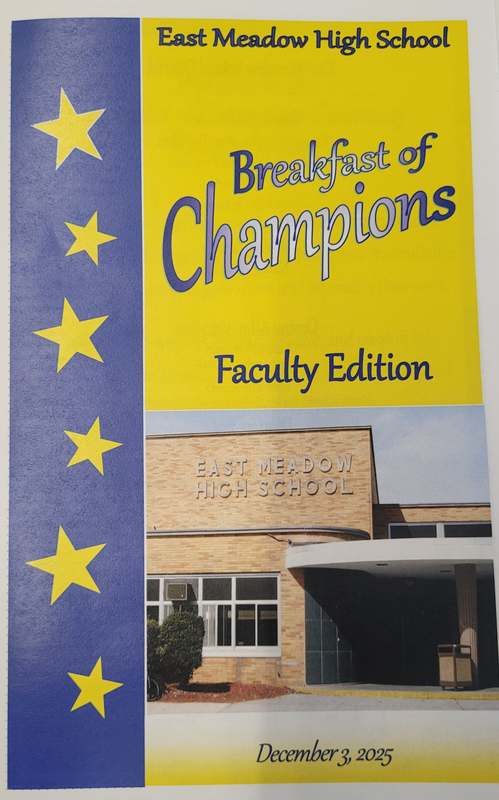 East Meadow High School
Breakfast of
Champions
Faculty Edition
EAST MEADOW
HIGH SCHOOL
December 3, 2025